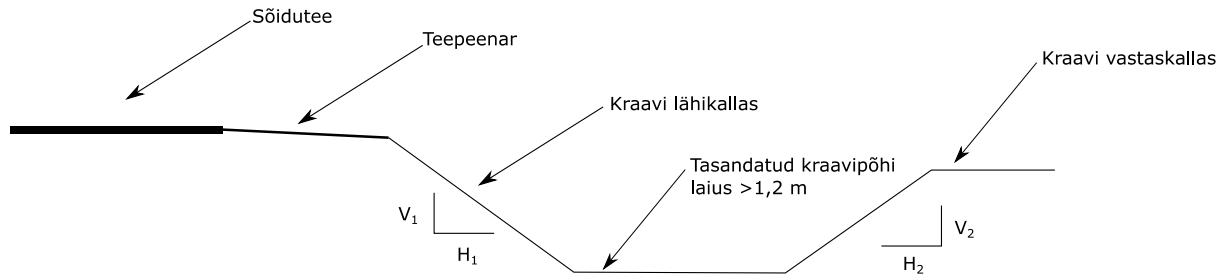 Sõidutee
Teepeenar
Kraavi vastaskallas
Kraavi lähikallas
Tasandatud kraavipõhi
laius >1,2 m
V₁
H₁
V₂
H₂